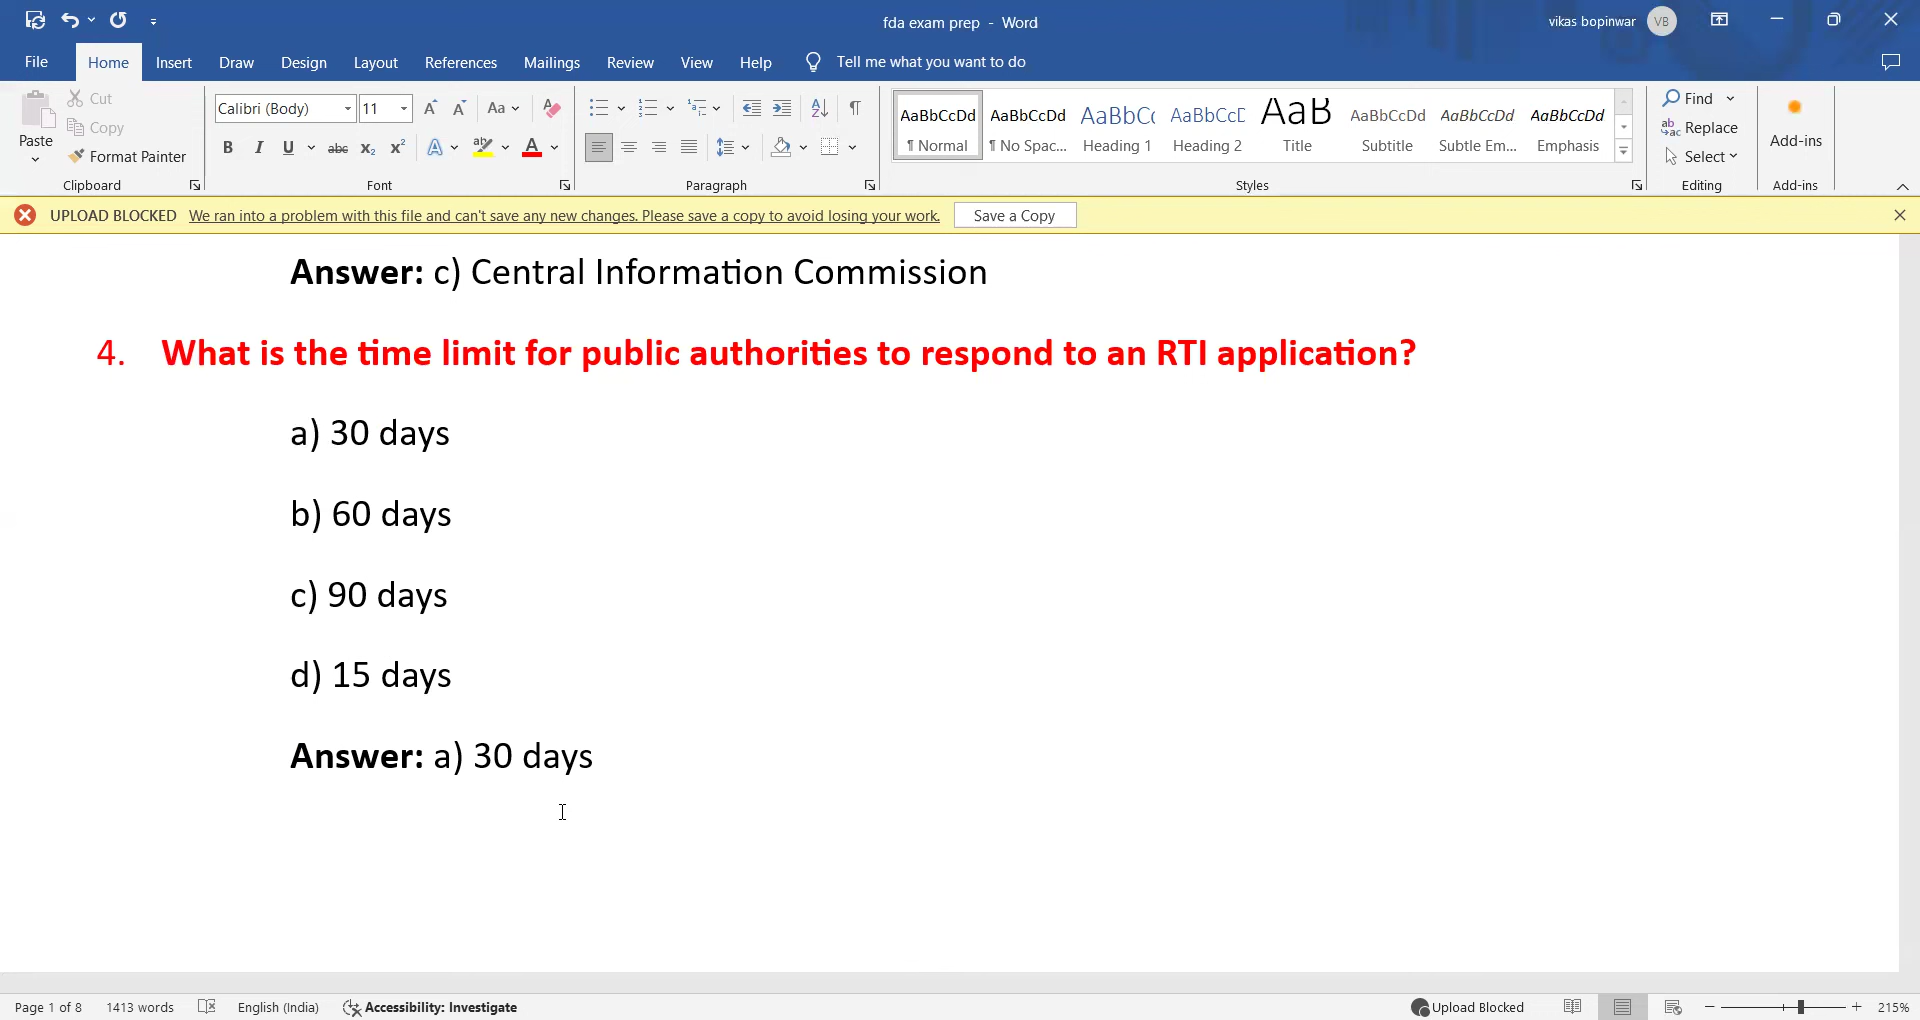 fda exam prep - Word
vikas bopinwar VB
File Home Insert Draw Design Layout References Mailings Review View Help Tell me what you want to do
Paste Cut Copy Format Painter
Clipboard
Calibri (Body) 11 Aa
B I U abc x₂ x² A ab A
Font
Paragraph
AaBbCcDd AaBbCcDd AaBbCc AaBbCcC AaB AaBbCcDd AaBbCcDd AaBbCcDd
¶ Normal ¶ No Spac... Heading 1 Heading 2 Title Subtitle Subtle Em... Emphasis
Styles
Find
Replace
Select
Editing
Add-ins
Add-ins
UPLOAD BLOCKED We ran into a problem with this file and can't save any new changes. Please save a copy to avoid losing your work. Save a Copy
Answer: c) Central Information Commission
4. What is the time limit for public authorities to respond to an RTI application?
a) 30 days
b) 60 days
c) 90 days
d) 15 days
Answer: a) 30 days
Page 1 of 8 1413 words English (India) Accessibility: Investigate Upload Blocked 215%